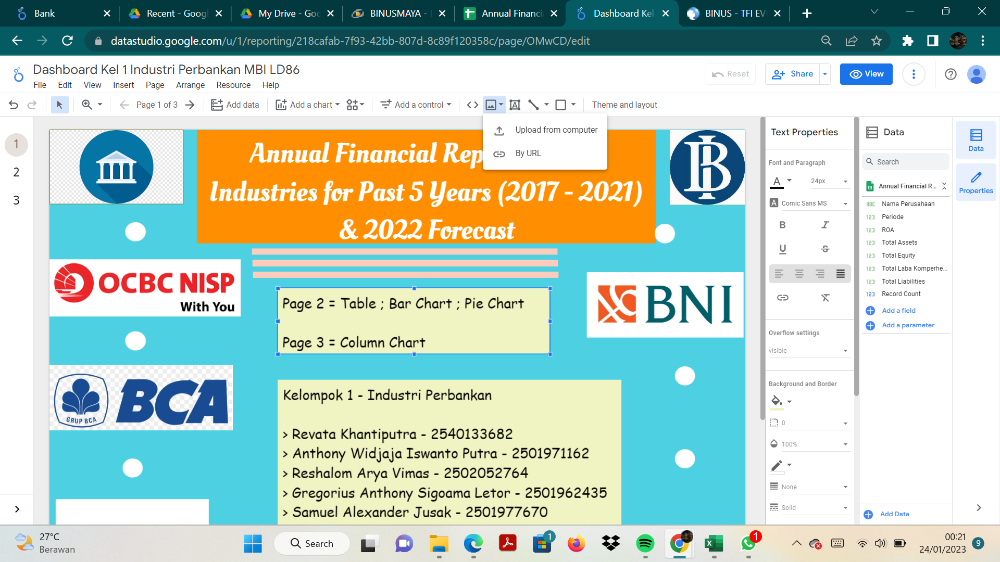 Bank
Recent - Googl
My Drive - Goo
BINUSMAYA -
Annual Financi
Dashboard Kel
BINUS - TFI EV
datastudio.google.com/u/1/reporting/218cafab-7f93-42bb-807d-8c89f120358c/page/OMwCD/edit
Dashboard Kel 1 Industri Perbankan MBI LD86
File Edit View Insert Page Arrange Resource Help
Reset
Share
View
Page 1 of 3
Add data
Add a chart
Add a control
Theme and layout
Upload from computer
By URL
1
2
3
Annual Financial Rep
Industries for Past 5 Years (2017 - 2021)
& 2022 Forecast
OCBC NISP
With You
BNI
GRUP BCA
BCA
Page 2 = Table ; Bar Chart ; Pie Chart
Page 3 = Column Chart
Kelompok 1 - Industri Perbankan
> Revata Khantiputra - 2540133682
> Anthony Widjaja Iswanto Putra - 2501971162
> Reshalom Arya Vimas - 2502052764
> Gregorius Anthony Sigoama Letor - 2501962435
> Samuel Alexander Jusak - 2501977670
Text Properties
Font and Paragraph
24px
Comic Sans MS
Overflow settings
visible
Background and Border
0
100%
None
Solid
Data
Search
Annual Financial R...
ABC Nama Perusahaan
123 Periode
123 ROA
123 Total Assets
123 Total Equity
123 Total Laba Komperhe...
123 Total Liabilities
123 Record Count
Add a field
Add a parameter
Add Data
Data
Properties
27°C
Berawan
Search
1
1
00:21
24/01/2023
9